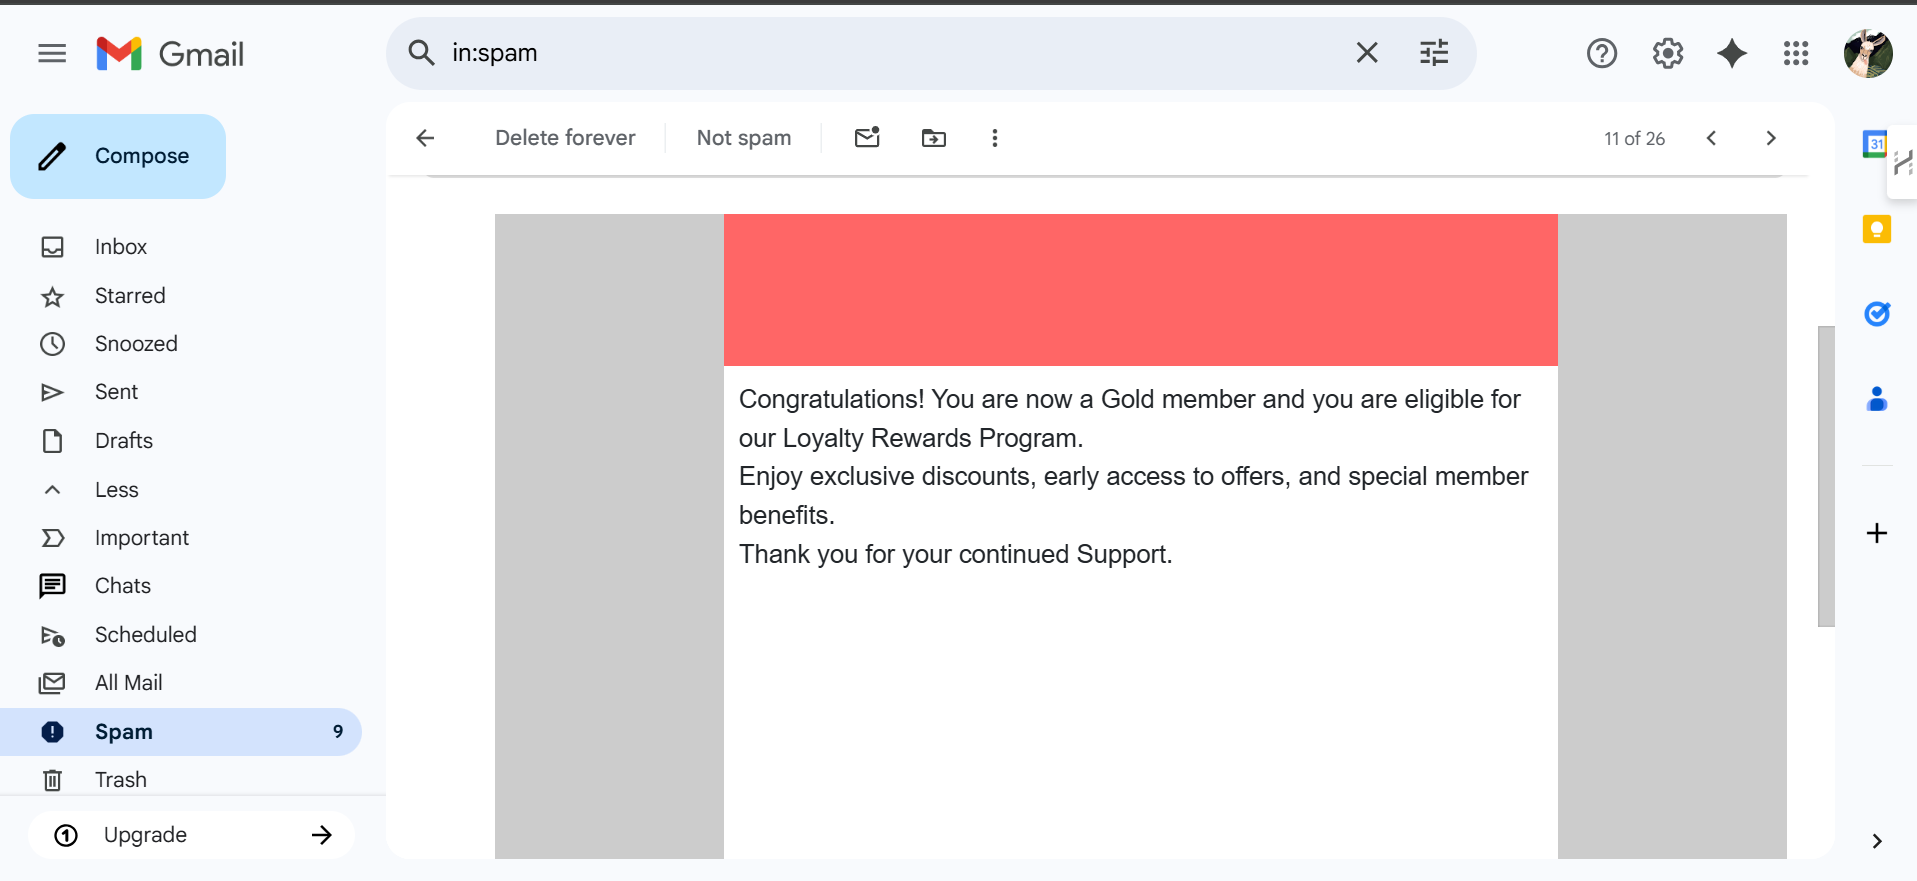 Gmail
in:spam
Compose
Delete forever
Not spam
11 of 26
31
Inbox
Starred
Snoozed
Sent
Drafts
Less
Important
Chats
Scheduled
All Mail
Spam 9
Trash
1 Upgrade
Congratulations! You are now a Gold member and you are eligible for
our Loyalty Rewards Program.
Enjoy exclusive discounts, early access to offers, and special member
benefits.
Thank you for your continued Support.